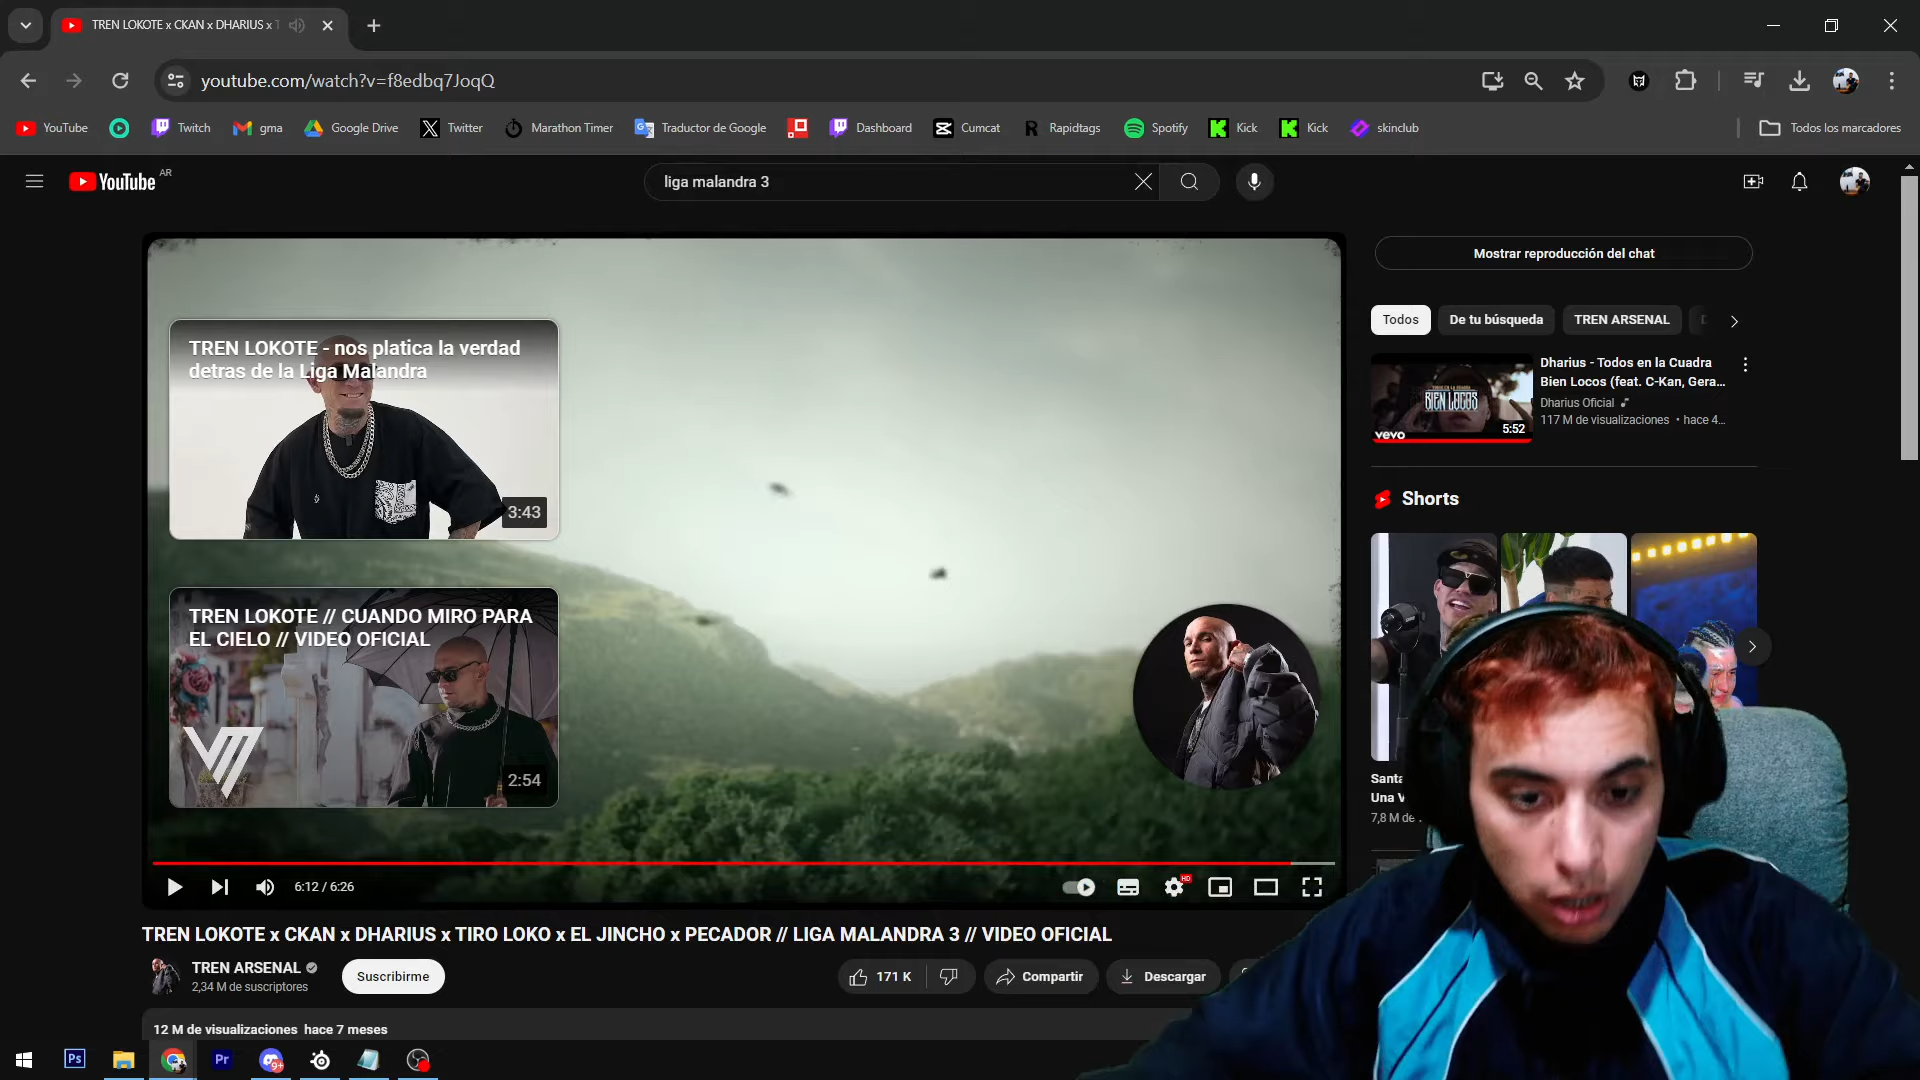 TREN LOKOTE x CKAN x DHARIUS x
youtube.com/watch?v=f8edbq7JoqQ
YouTube
Twitch
gma
Google Drive
Twitter
Marathon Timer
Traductor de Google
Dashboard
Cumcat
Rapidtags
Spotify
Kick
Kick
skinclub
Todos los marcadores
YouTube AR
liga malandra 3
Mostrar reproducción del chat
Todos
De tu búsqueda
TREN ARSENAL
TREN LOKOTE - nos platica la verdad
detras de la Liga Malandra
3:43
TREN LOKOTE // CUANDO MIRO PARA
EL CIELO // VIDEO OFICIAL
2:54
BIEN LOCOS
vevo
5:52
Dharius - Todos en la Cuadra
Bien Locos (feat. C-Kan, Gera...
Dharius Oficial
117 M de visualizaciones • hace 4...
Shorts
Santa
Una V
7,8 M de
6:12 / 6:26
HD
TREN LOKOTE x CKAN x DHARIUS x TIRO LOKO x EL JINCHO x PECADOR // LIGA MALANDRA 3 // VIDEO OFICIAL
TREN ARSENAL
2,34 M de suscriptores
Suscribirme
171 K
Compartir
Descargar
12 M de visualizaciones hace 7 meses
Ps
Pr
9+